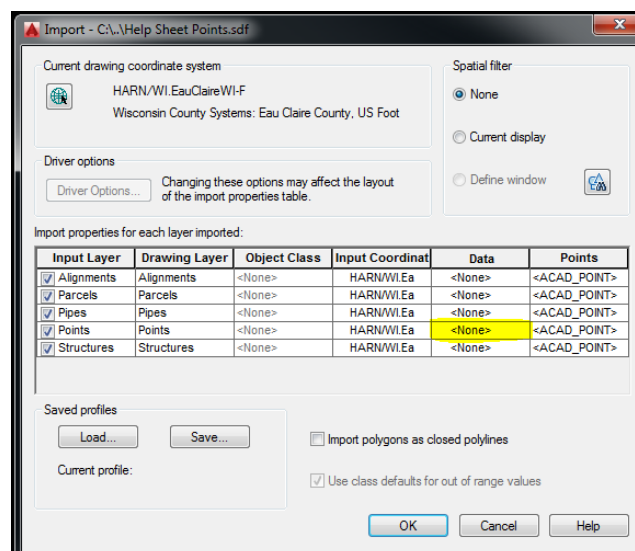 Import - C:\..\Help Sheet Points.sdf
Current drawing coordinate system
HARN/WI.EauClaireWI-F
Wisconsin County Systems: Eau Claire County, US Foot
Spatial filter
None
Current display
Define window
Driver options
Driver Options...
Changing these options may affect the layout
of the import properties table.
Import properties for each layer imported:
Input Layer Drawing Layer Object Class Input Coordinat Data Points
Alignments Alignments <None> HARN/WI.Ea <None> <ACAD_POINT>
Parcels Parcels <None> HARN/WI.Ea <None> <ACAD_POINT>
Pipes Pipes <None> HARN/WI.Ea <None> <ACAD_POINT>
Points Points <None> HARN/WI.Ea <None> <ACAD_POINT>
Structures Structures <None> HARN/WI.Ea <None> <ACAD_POINT>
Saved profiles
Load... Save...
Current profile:
Import polygons as closed polylines
Use class defaults for out of range values
OK Cancel Help